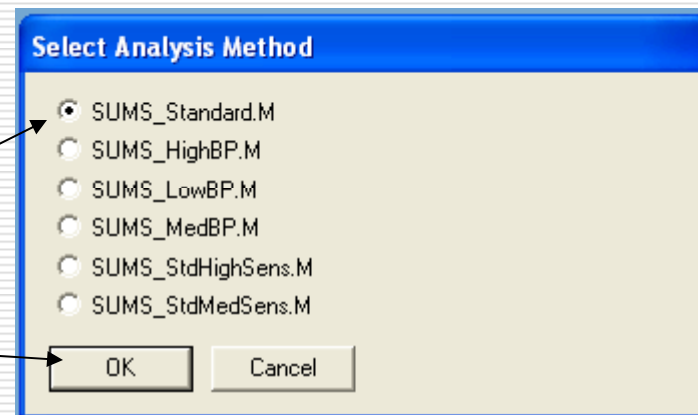 Select Analysis Method
SUMS_Standard.M
SUMS_HighBP.M
SUMS_LowBP.M
SUMS_MedBP.M
SUMS_StdHighSens.M
SUMS_StdMedSens.M
OK Cancel